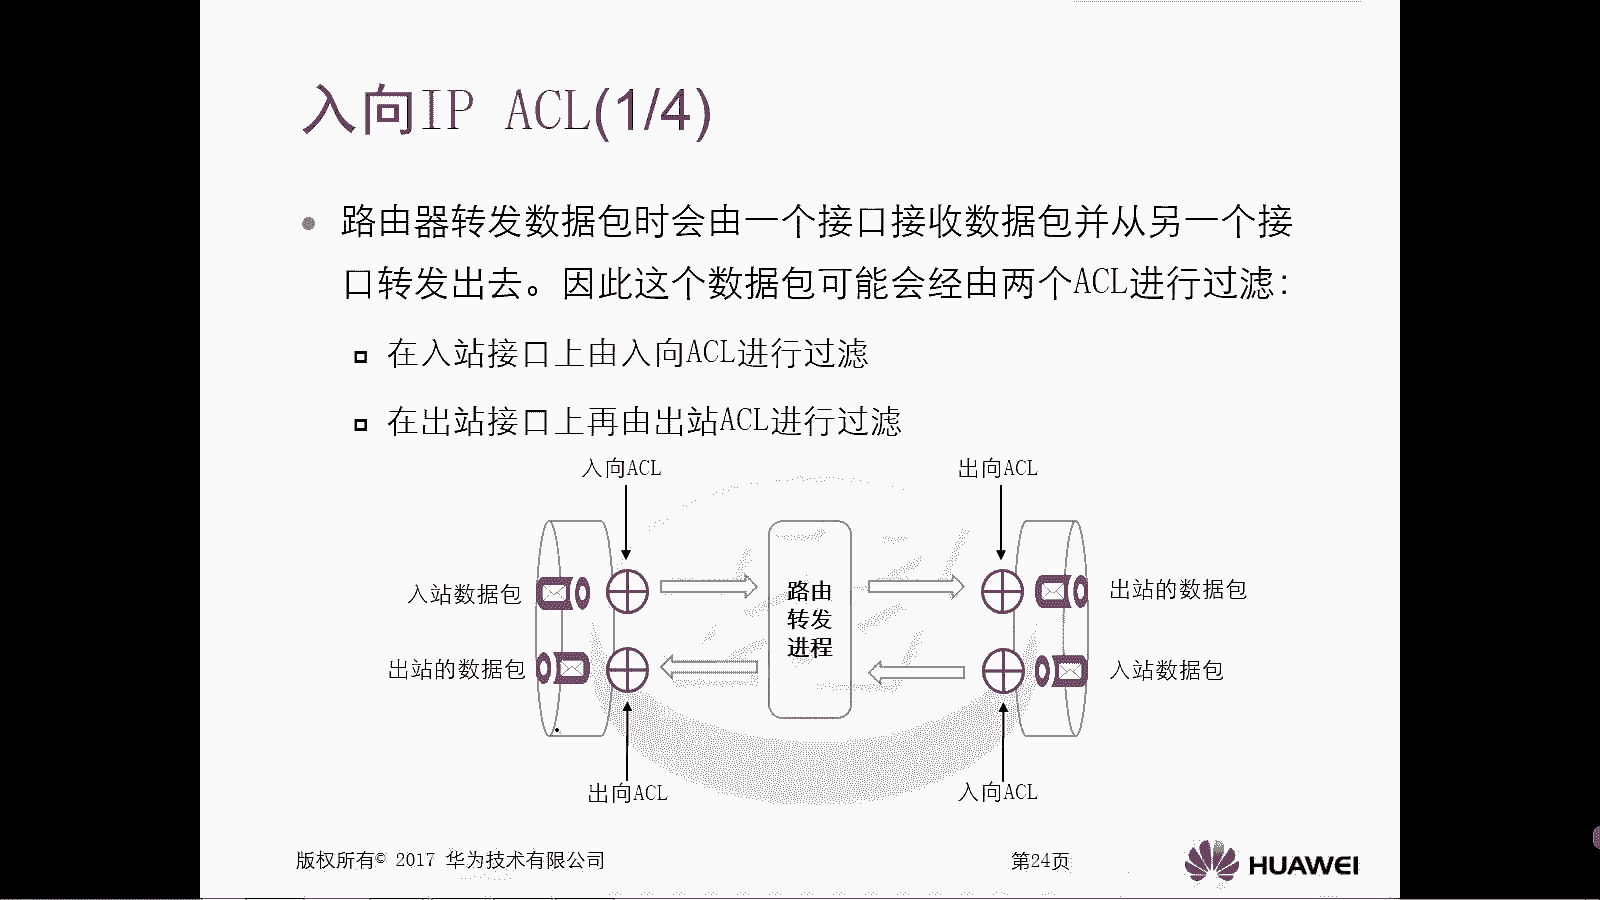 入向IP ACL(1/4)
路由器转发数据包时会由一个接口接收数据包并从另一个接
口转发出去。因此这个数据包可能会经由两个ACL进行过滤：
在入站接口上由入向ACL进行过滤
在出站接口上再由出站ACL进行过滤
入向ACL
出向ACL
入站数据包
路由
转发
进程
出站的数据包
出站的数据包
入站数据包
出向ACL
入向ACL
版权所有© 2017 华为技术有限公司
第24页
HUAWEI